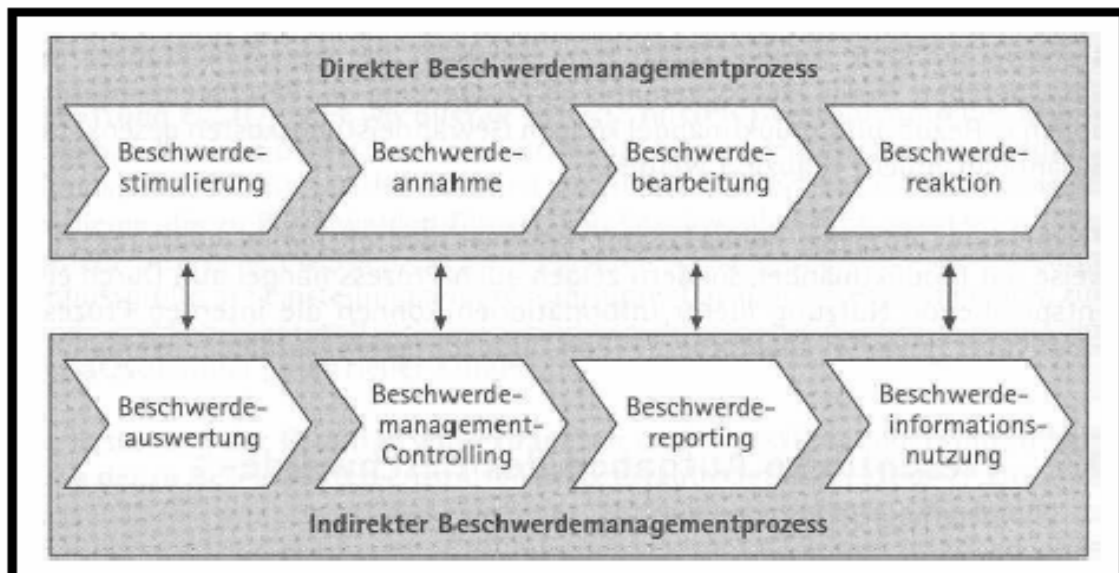 Direkter Beschwerdemanagementprozess
Beschwerde-
stimulierung
Beschwerde-
annahme
Beschwerde-
bearbeitung
Beschwerde-
reaktion
Beschwerde-
auswertung
Beschwerde-
management-
Controlling
Beschwerde-
reporting
Beschwerde-
informations-
nutzung
Indirekter Beschwerdemanagementprozess